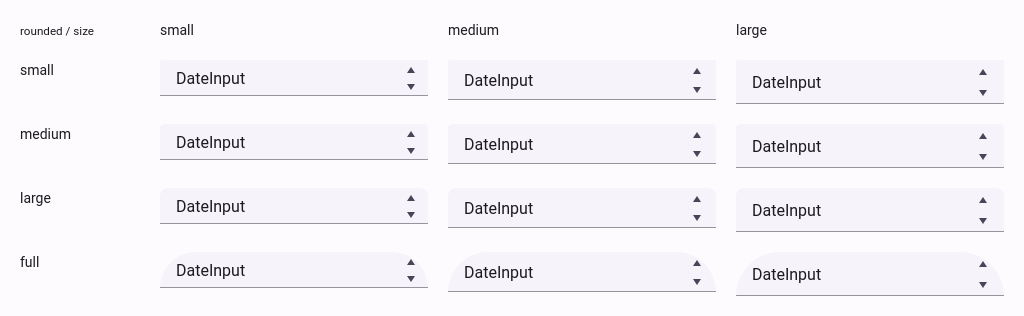 rounded / size small medium large
small DateInput DateInput DateInput
medium DateInput DateInput DateInput
large DateInput DateInput DateInput
full DateInput DateInput DateInput